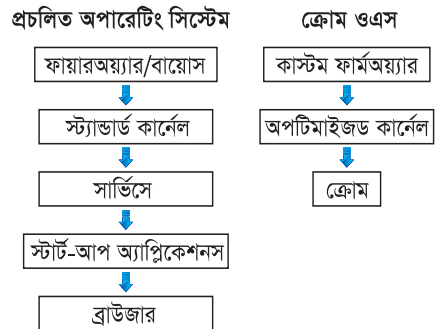 প্রচলিত অপারেটিং সিস্টেম
ফায়ারঅয়্যার/বায়োস
স্ট্যান্ডার্ড কার্নেল
সার্ভিসে
স্টার্ট-আপ অ্যাপ্লিকেশনস
ব্রাউজার
ক্রোম ওএস
কাস্টম ফার্মঅয়্যার
অপটিমাইজড কার্নেল
ক্রোম